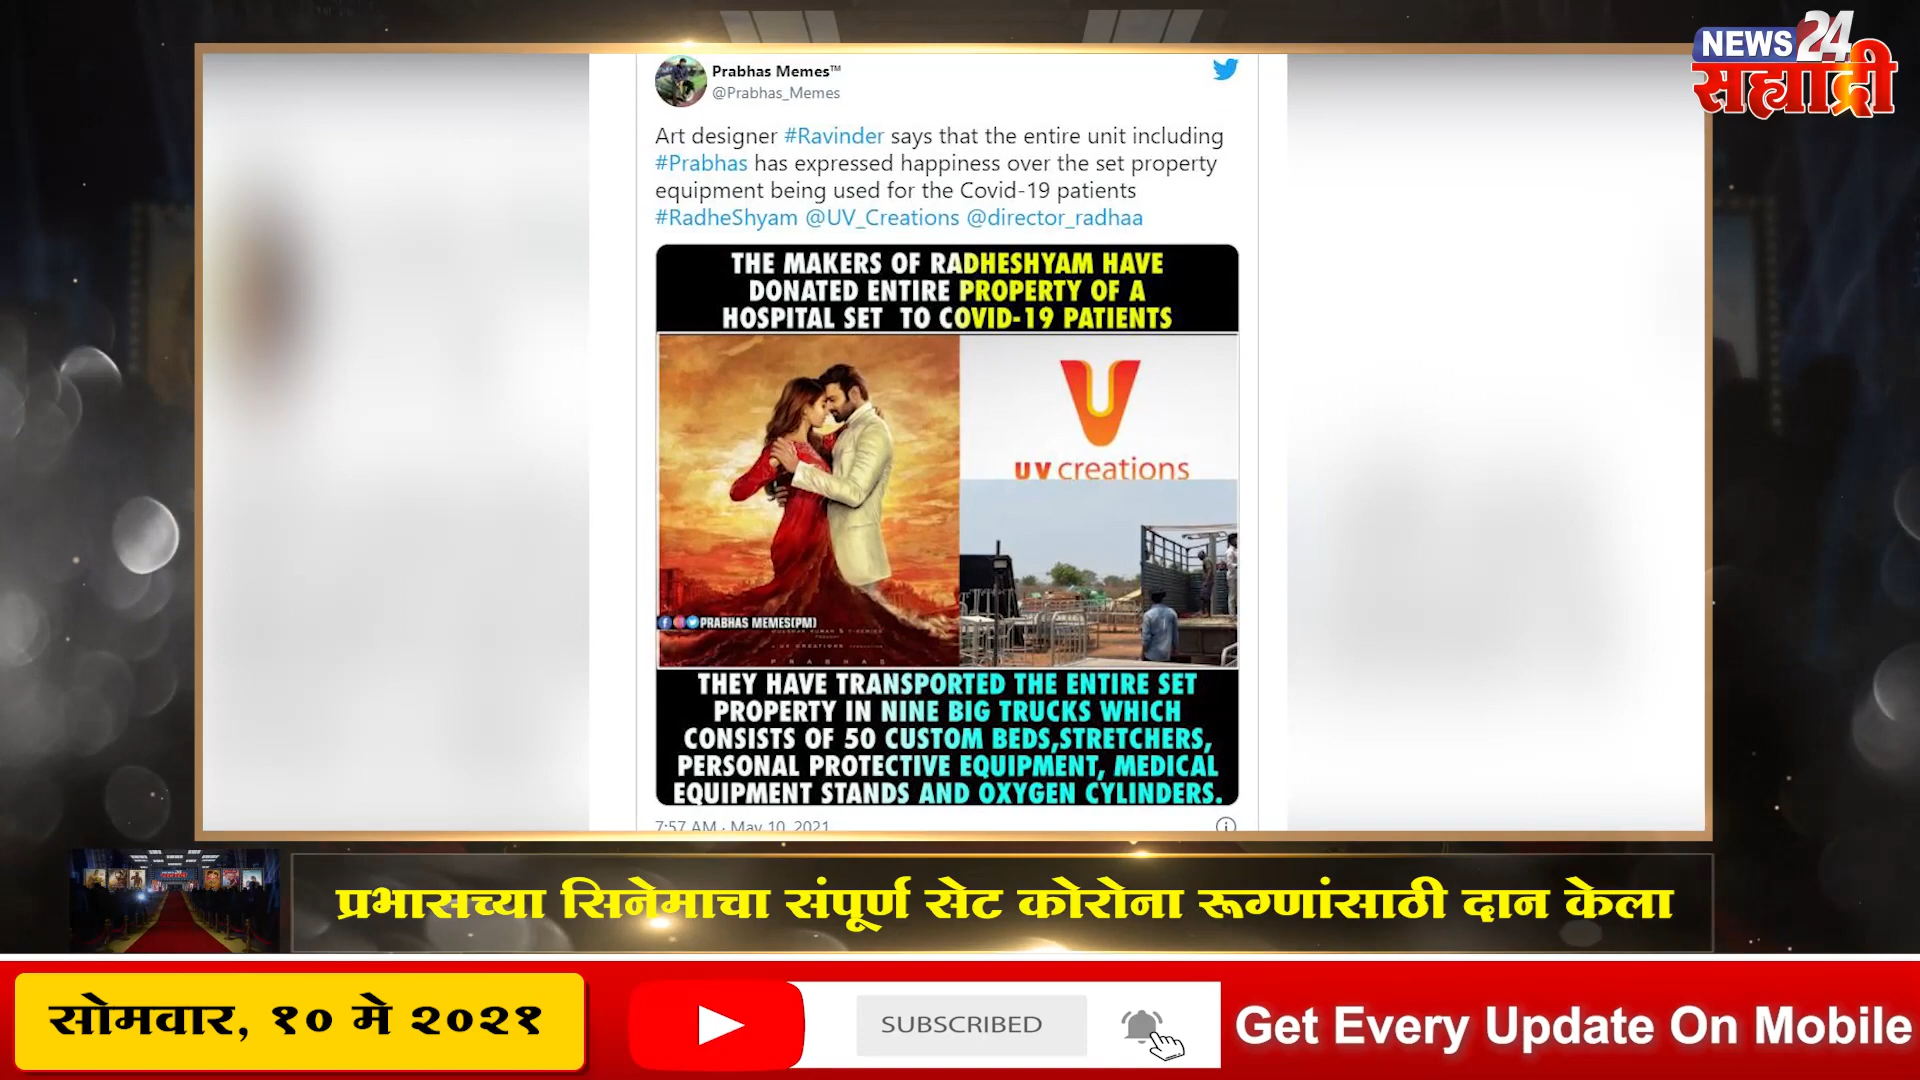 NEWS 24
सह्याद्री
Prabhas Memes™
@Prabhas_Memes
Art designer #Ravinder says that the entire unit including
#Prabhas has expressed happiness over the set property
equipment being used for the Covid-19 patients
#RadheShyam @UV_Creations @director_radhaa
THE MAKERS OF RADHESHYAM HAVE
DONATED ENTIRE PROPERTY OF A
HOSPITAL SET TO COVID-19 PATIENTS
UV creations
PRABHAS MEMES(PM)
PRABHAS
THEY HAVE TRANSPORTED THE ENTIRE SET
PROPERTY IN NINE BIG TRUCKS WHICH
CONSISTS OF 50 CUSTOM BEDS,STRETCHERS,
PERSONAL PROTECTIVE EQUIPMENT, MEDICAL
EQUIPMENT STANDS AND OXYGEN CYLINDERS.
7:57 AM · May 10, 2021
प्रभासच्या सिनेमाचा संपूर्ण सेट कोरोना रूग्णांसाठी दान केला
सोमवार, १० मे २०२१
SUBSCRIBED
Get Every Update On Mobile